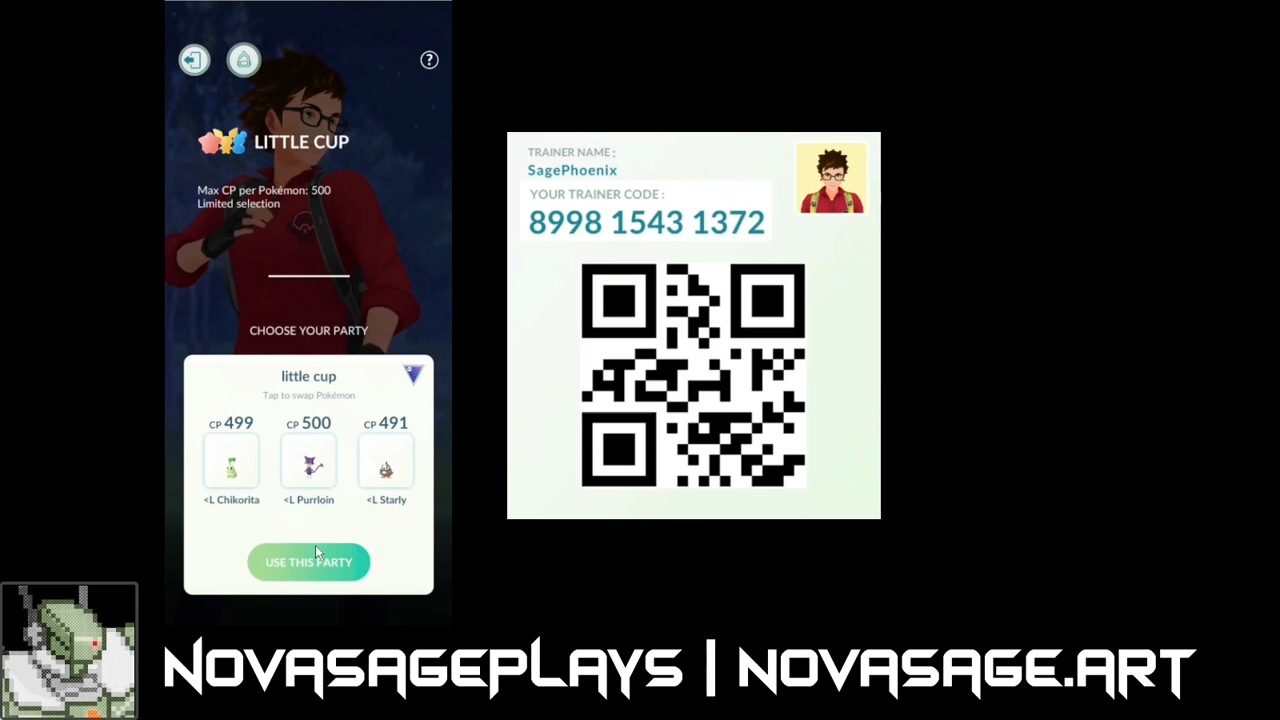 ?
LITTLE CUP
Max CP per Pokémon: 500
Limited selection
CHOOSE YOUR PARTY
little cup
Tap to swap Pokémon
CP 499 CP 500 CP 491
<L Chikorita <L Purrloin <L Starly
USE THIS PARTY
TRAINER NAME :
SagePhoenix
YOUR TRAINER CODE :
8998 1543 1372
NOVASAGEPLAYS | NOVASAGE.ART